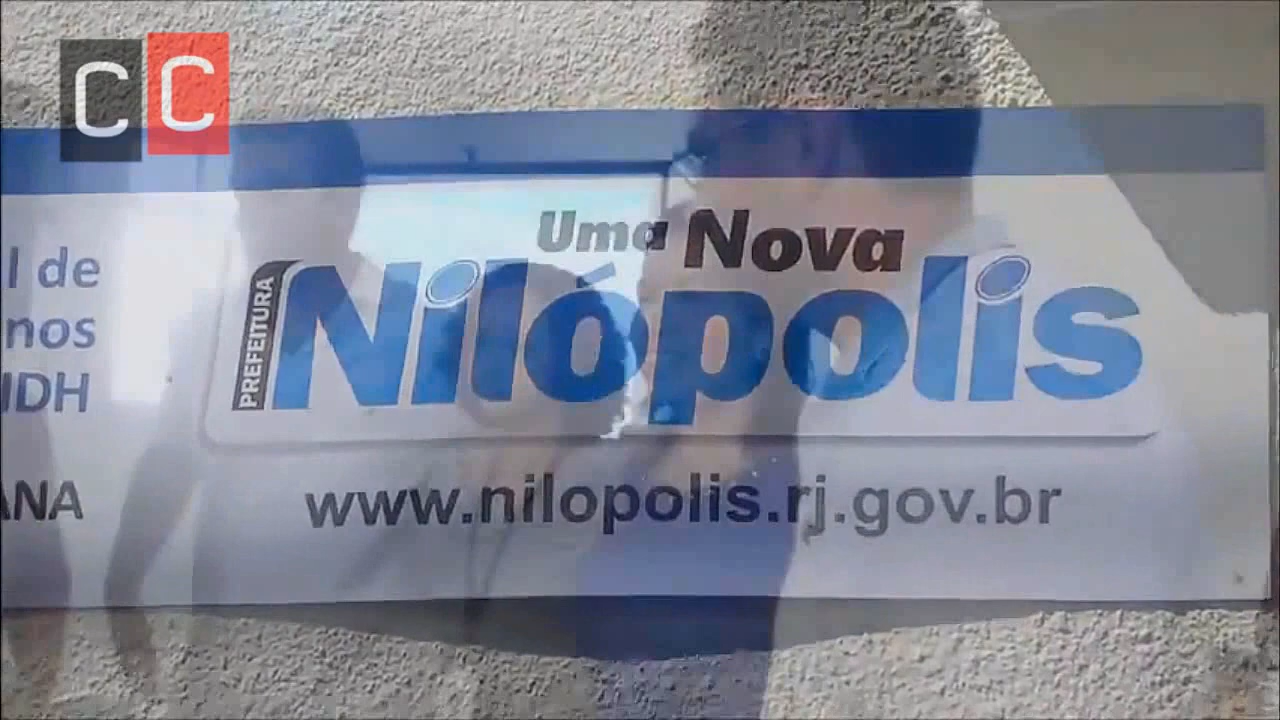 CC
l de
nos
IDH
ANA
Uma Nova
PREFEITURA
Nilópolis
www.nilopolis.rj.gov.br